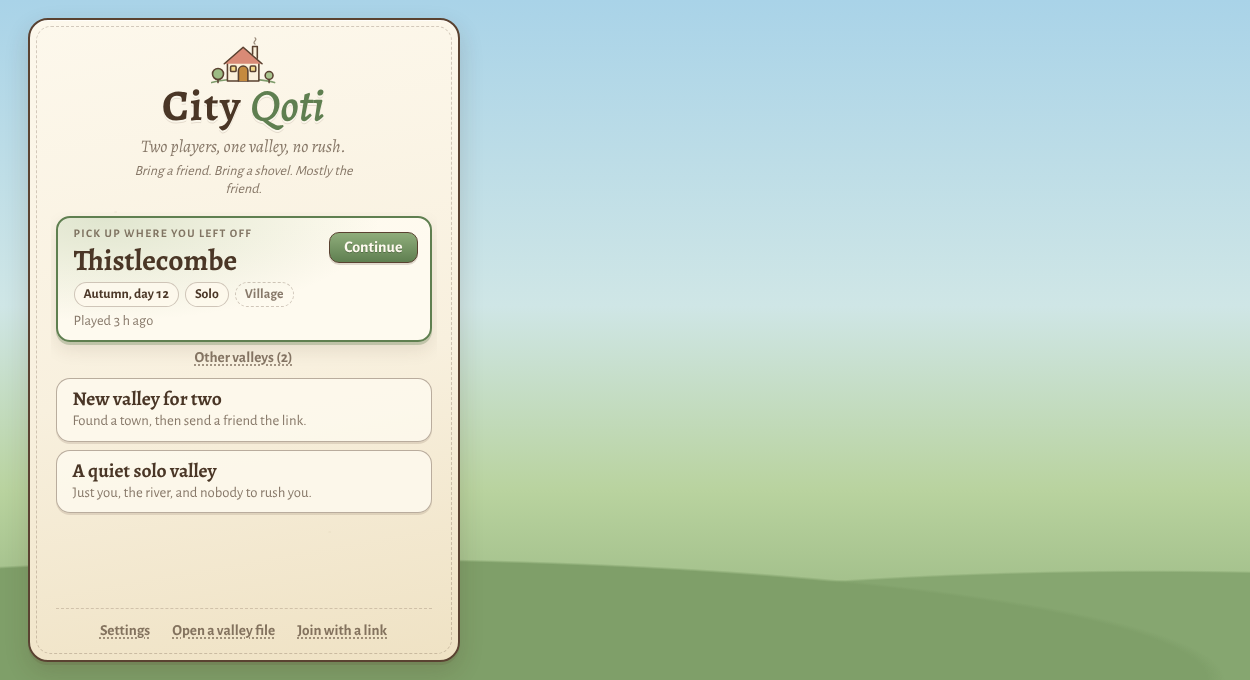 City Qoti
Two players, one valley, no rush.
Bring a friend. Bring a shovel. Mostly the
friend.
PICK UP WHERE YOU LEFT OFF
Continue
Thistlecombe
Autumn, day 12 Solo Village
Played 3 h ago
Other valleys (2)
New valley for two
Found a town, then send a friend the link.
A quiet solo valley
Just you, the river, and nobody to rush you.
Settings Open a valley file Join with a link